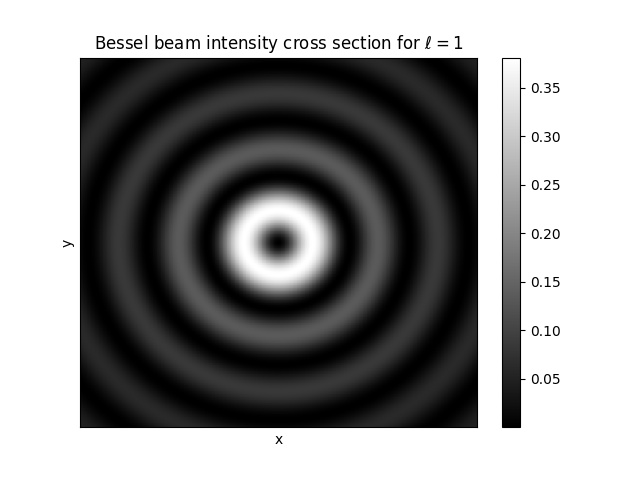 Bessel beam intensity cross section for ℓ = 1
0.35
0.30
0.25
0.20
0.15
0.10
0.05
y
x